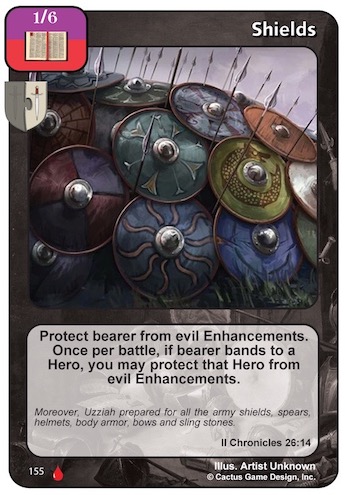 1/6
Shields
Protect bearer from evil Enhancements.
Once per battle, if bearer bands to a
Hero, you may protect that Hero from
evil Enhancements.
Moreover, Uzziah prepared for all the army shields, spears,
helmets, body armor, bows and sling stones.
II Chronicles 26:14
155
Illus. Artist Unknown
© Cactus Game Design, Inc.